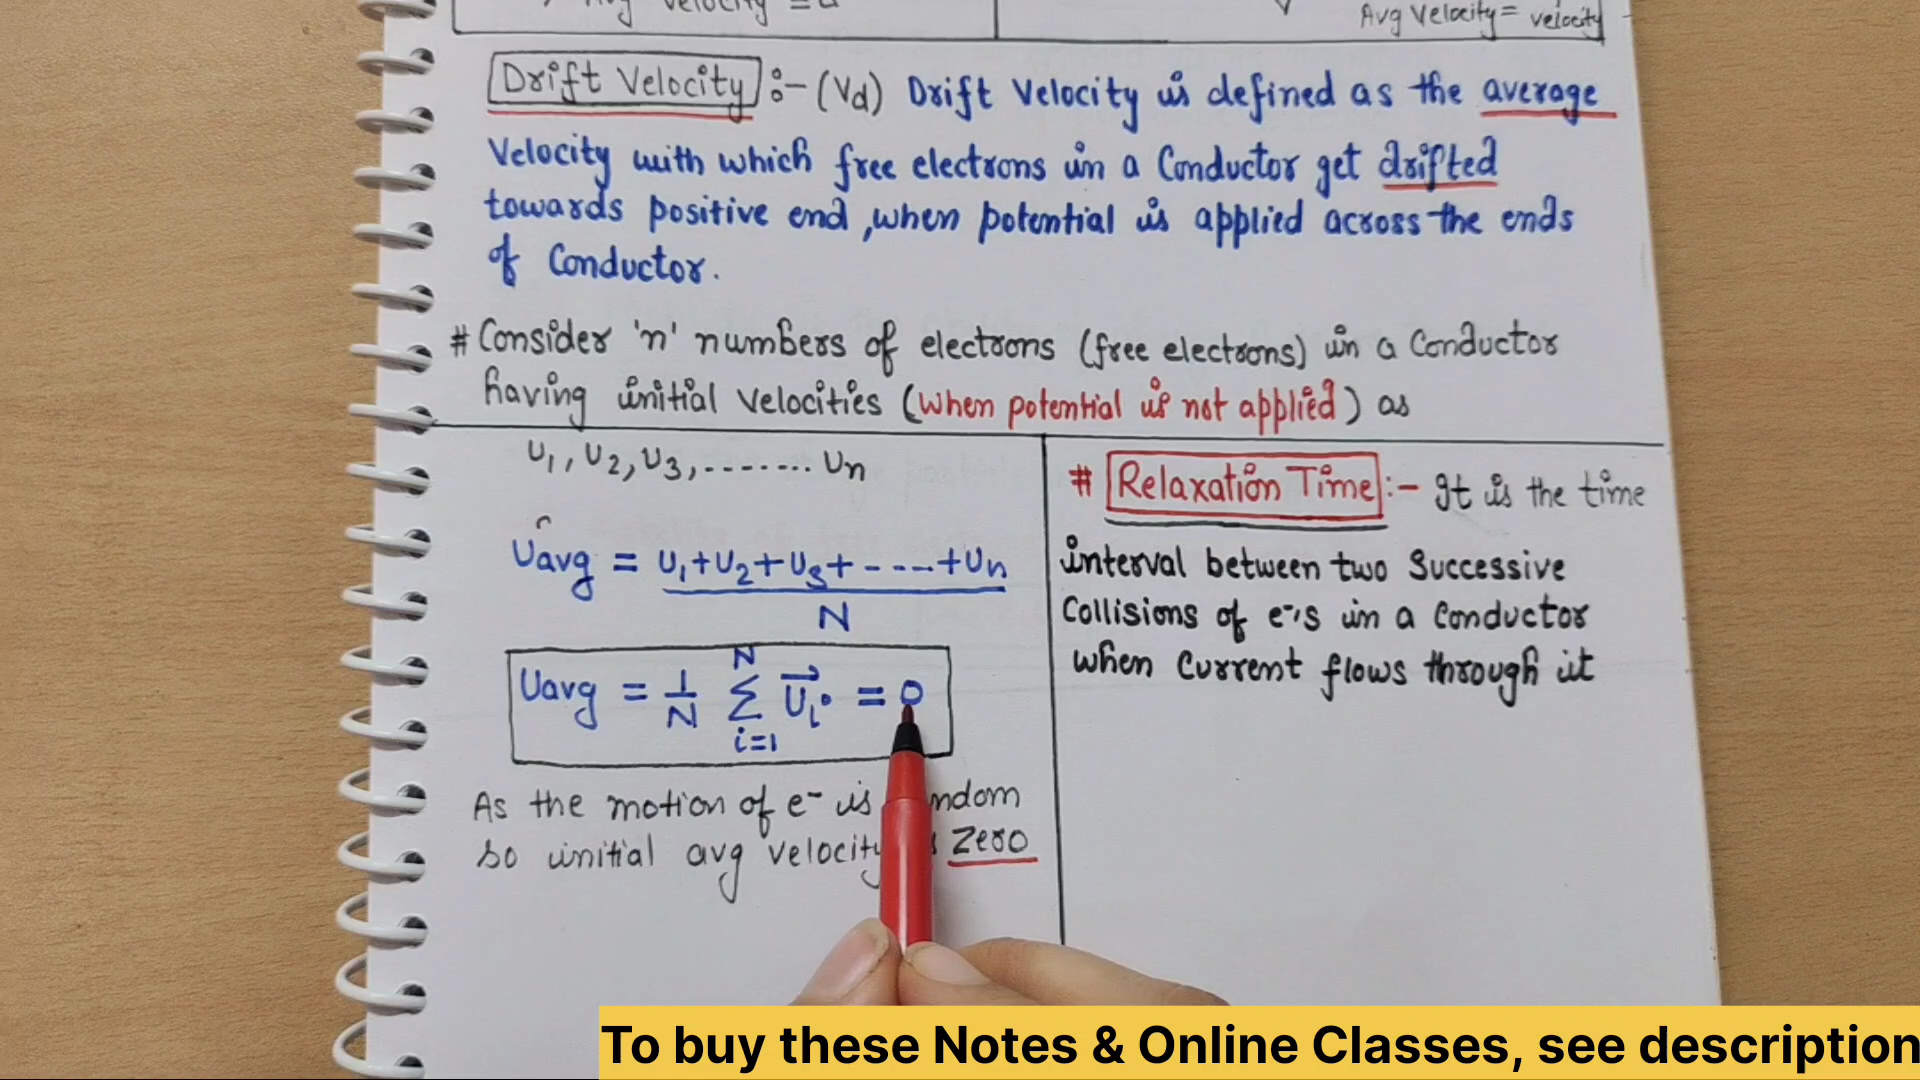 Avg Velocity =
Avg Velocity = velocity
Drift Velocity :- (Vd) Drift Velocity is defined as the average
Velocity with which free electrons in a Conductor get drifted
towards positive end, when potential is applied across the ends
of Conductor.
# Consider 'n' numbers of electrons (free electrons) in a Conductor
having initial velocities (when potential is not applied) as
U1, U2, U3, ....... Un
Uavg = U1+U2+U3+ - - - .. +Un
N
N
Uavg = 1/N Σ U⃗i = 0
i=1
As the motion of e- is
so initial avg velocity Zero
# Relaxation Time :- It is the time
interval between two Successive
Collisions of e-'s in a Conductor
when Current flows through it
To buy these Notes & Online Classes, see description